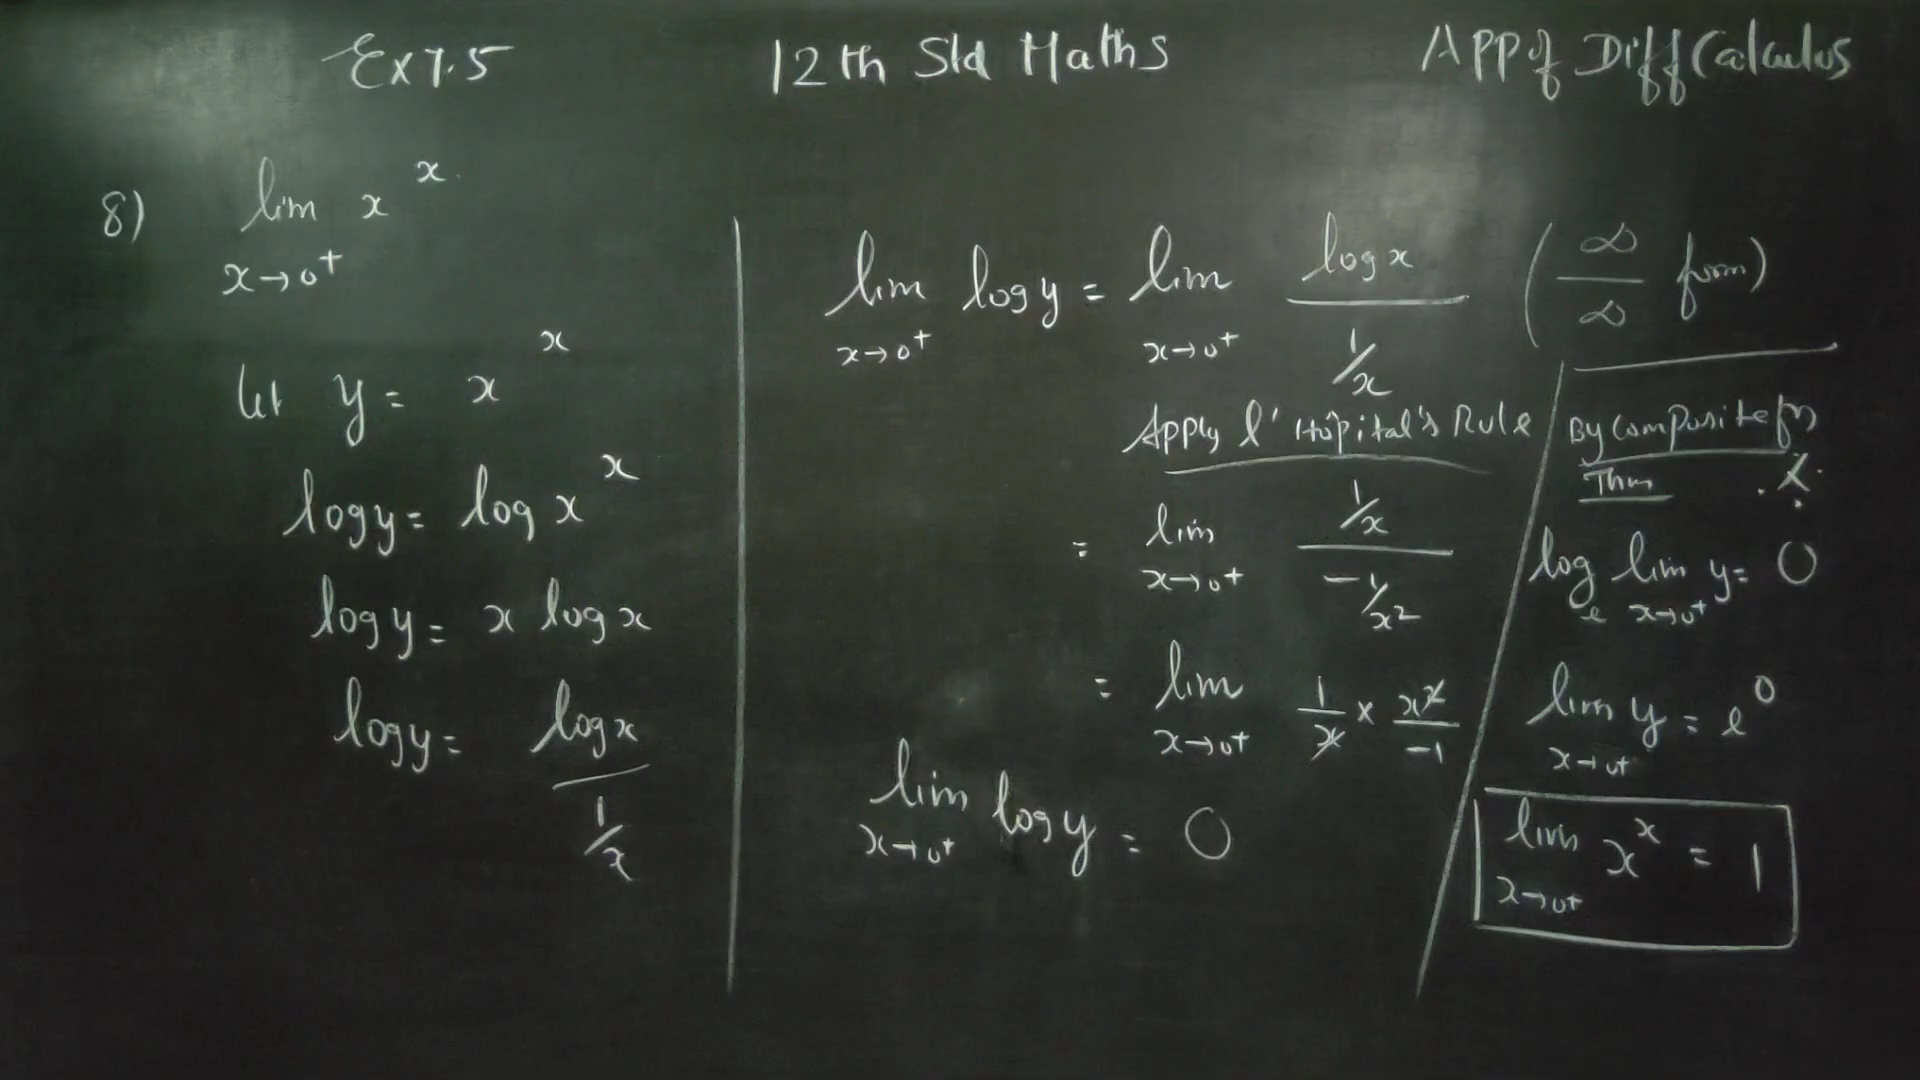 Ex 7.5 12th Std Maths App of Diff Calculus
8) lim x^x
x→0+
Let y = x^x
log y = log x^x
log y = x log x
log y = log x / (1/x)
lim log y = lim log x / (1/x) (∞/∞ form)
x→0+ x→0+
Apply l'Hôpital's Rule
= lim (1/x) / (-1/x²)
x→0+
= lim 1/x × x²/-1
x→0+
lim log y = 0
x→0+
By Composite fn
Thm
log_e lim y = 0
x→0+
lim y = e^0
x→0+
lim x^x = 1
x→0+